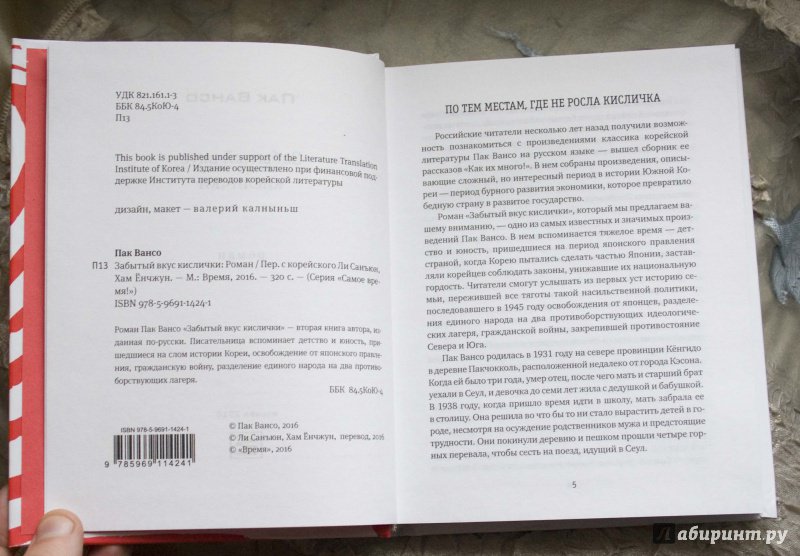 УДК 821.161.1-3
ББК 84.5КоЮ-4
П13
This book is published under support of the Literature Translation
Institute of Korea / Издание осуществлено при финансовой под-
держке Института переводов корейской литературы
дизайн, макет — валерий калныньш
Пак Вансо
П13 Забытый вкус кислички: Роман / Пер. с корейского Ли Санъюн,
Хам Ёнчжун. — М.: Время, 2016. — 320 с. — (Серия «Самое вре-
мя!»)
ISBN 978-5-9691-1424-1
Роман Пак Вансо «Забытый вкус кислички» — вторая книга автора, из-
данная по-русски. Писательница вспоминает детство и юность, при-
шедшиеся на слом истории Кореи, освобождение от японского правле-
ния, гражданскую войну, разделение единого народа на два противо-
борствующих лагеря.
ББК 84.5КоЮ-4
ISBN 978-5-9691-1424-1
9 785969 114241
© Пак Вансо, 2016
© Ли Санъюн, Хам Ёнчжун, перевод, 2016
© «Время», 2016
ПО ТЕМ МЕСТАМ, ГДЕ НЕ РОСЛА КИСЛИЧКА
Российские читатели несколько лет назад получили возмож-
ность познакомиться с произведениями классика корейской
литературы Пак Вансо на русском языке — вышел сборник ее
рассказов «Как их много!». В нем собраны произведения, описы-
вающие сложный, но интересный период в истории Южной Ко-
реи — период бурного развития экономики, которое превратило
бедную страну в развитое государство.
Роман «Забытый вкус кислички», который мы предлагаем ва-
шему вниманию, — одно из самых известных и значимых произ-
ведений Пак Вансо. В нем вспоминается тяжелое время — дет-
ство и юность, пришедшиеся на период японского правления
страной, когда Корею пытались сделать частью Японии, застав-
ляли корейцев соблюдать законы, унижавшие их национальную
гордость. Читатели смогут услышать из первых уст историю се-
мьи, пережившей все тяготы такой насильственной политики,
последовавшего в 1945 году освобождения от японцев, разделения
единого народа на два противоборствующих идеологичес-
ких лагеря, гражданской войны, закрепившей противостояние
Севера и Юга.
Пак Вансо родилась в 1931 году на севере провинции Кёнгидо
в деревне Пакчокколь, расположенной недалеко от города Кэсона.
Когда ей было три года, умер отец, после чего мать и старший брат
уехали в Сеул, и девочка до семи лет жила с дедушкой и бабушкой.
В 1938 году, когда пришло время идти в школу, мать забрала ее
в столицу. Она решила во что бы то ни стало вырастить детей в го-
роде, несмотря на осуждение родственников мужа и предстоящие
трудности. Они покинули деревню и пешком прошли четыре гор-
ных перевала, чтобы сесть на поезд, идущий в Сеул.
5
Лабиринт.ру